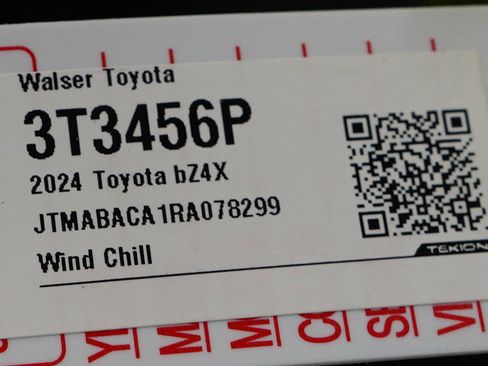 Walser Toyota
3T3456P
2024 Toyota bZ4X
JTMABACA1RA078299
Wind Chill
TEKION